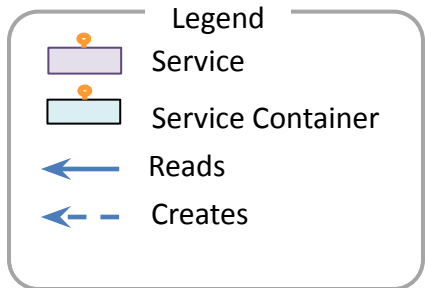 Legend
Service
Service Container
Reads
Creates